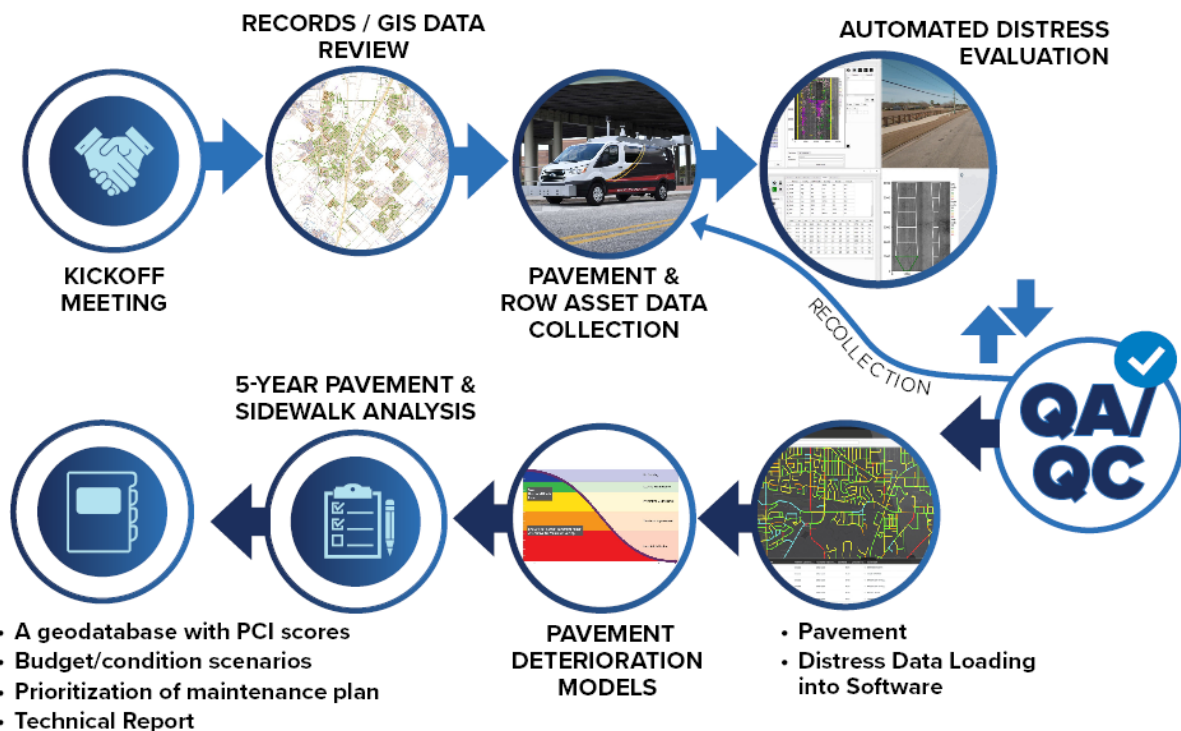 RECORDS / GIS DATA
REVIEW
AUTOMATED DISTRESS
EVALUATION
KICKOFF
MEETING
PAVEMENT &
ROW ASSET DATA
COLLECTION
RECOLLECTION
QA/
QC
5-YEAR PAVEMENT &
SIDEWALK ANALYSIS
• A geodatabase with PCI scores
• Budget/condition scenarios
• Prioritization of maintenance plan
• Technical Report
PAVEMENT
DETERIORATION
MODELS
• Pavement
• Distress Data Loading
into Software